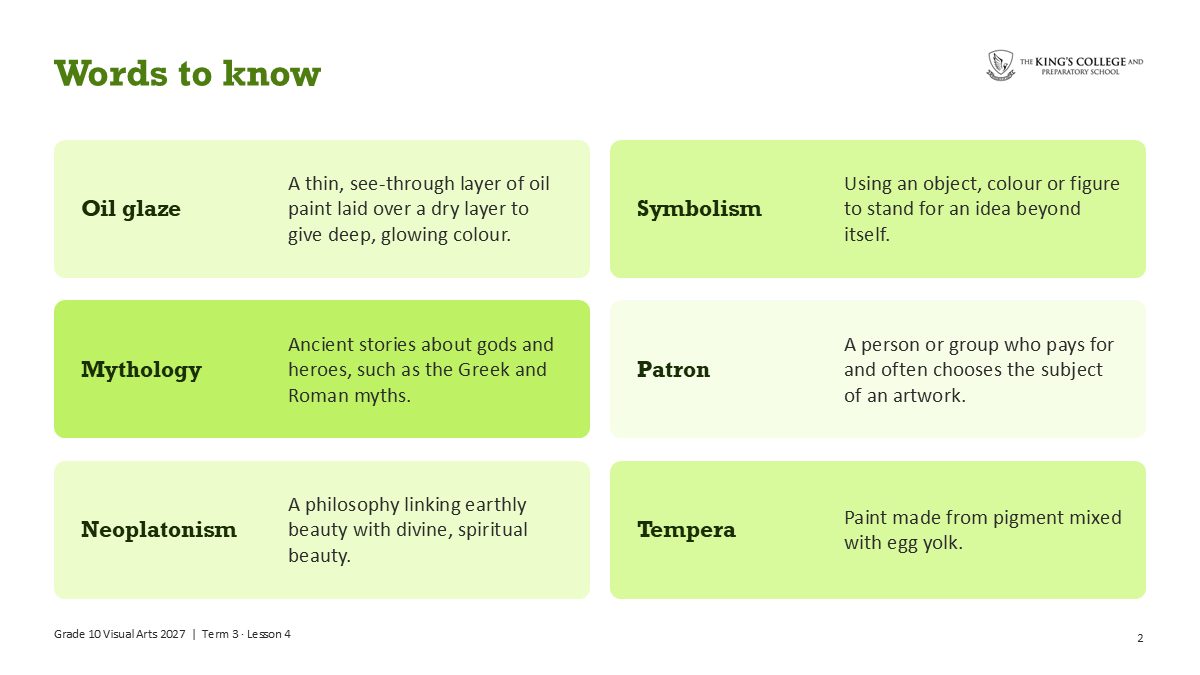 Words to know
THE KING'S COLLEGE AND
PREPARATORY SCHOOL
Oil glaze
A thin, see-through layer of oil
paint laid over a dry layer to
give deep, glowing colour.
Symbolism
Using an object, colour or figure
to stand for an idea beyond
itself.
Mythology
Ancient stories about gods and
heroes, such as the Greek and
Roman myths.
Patron
A person or group who pays for
and often chooses the subject
of an artwork.
Neoplatonism
A philosophy linking earthly
beauty with divine, spiritual
beauty.
Tempera
Paint made from pigment mixed
with egg yolk.
Grade 10 Visual Arts 2027 | Term 3 · Lesson 4
2